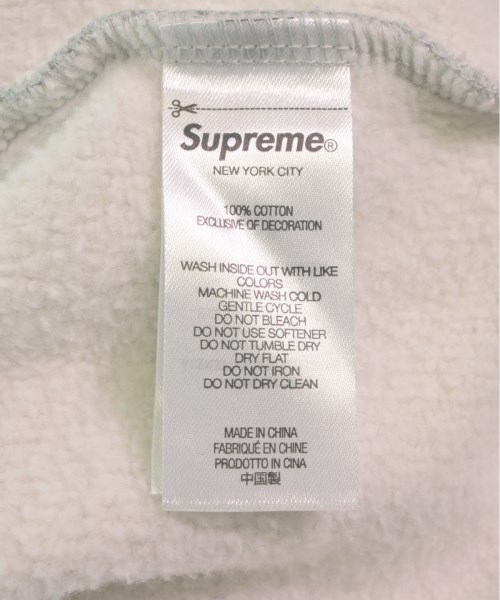 Supreme®
NEW YORK CITY
100% COTTON
EXCLUSIVE OF DECORATION
WASH INSIDE OUT WITH LIKE
COLORS
MACHINE WASH COLD
GENTLE CYCLE
DO NOT BLEACH
DO NOT USE SOFTENER
DO NOT TUMBLE DRY
DRY FLAT
DO NOT IRON
DO NOT DRY CLEAN
MADE IN CHINA
FABRIQUÉ EN CHINE
PRODOTTO IN CINA
中国製